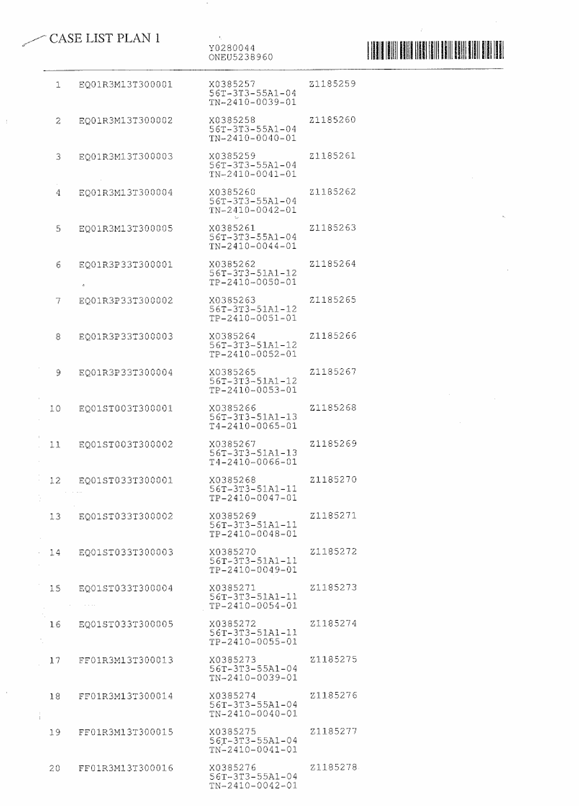 CASE LIST PLAN 1
Y0280044
ONEU5238960
1 EQ01R3M13T300001 X0385257 Z1185259
56T-3T3-55A1-04
TN-2410-0039-01
2 EQ01R3M13T300002 X0385258 Z1185260
56T-3T3-55A1-04
TN-2410-0040-01
3 EQ01R3M13T300003 X0385259 Z1185261
56T-3T3-55A1-04
TN-2410-0041-01
4 EQ01R3M13T300004 X0385260 Z1185262
56T-3T3-55A1-04
TN-2410-0042-01
5 EQ01R3M13T300005 X0385261 Z1185263
56T-3T3-55A1-04
TN-2410-0044-01
6 EQ01R3P33T300001 X0385262 Z1185264
56T-3T3-51A1-12
TP-2410-0050-01
7 EQ01R3P33T300002 X0385263 Z1185265
56T-3T3-51A1-12
TP-2410-0051-01
8 EQ01R3P33T300003 X0385264 Z1185266
56T-3T3-51A1-12
TP-2410-0052-01
9 EQ01R3P33T300004 X0385265 Z1185267
56T-3T3-51A1-12
TP-2410-0053-01
10 EQ01ST003T300001 X0385266 Z1185268
56T-3T3-51A1-13
T4-2410-0065-01
11 EQ01ST003T300002 X0385267 Z1185269
56T-3T3-51A1-13
T4-2410-0066-01
12 EQ01ST033T300001 X0385268 Z1185270
56T-3T3-51A1-11
TP-2410-0047-01
13 EQ01ST033T300002 X0385269 Z1185271
56T-3T3-51A1-11
TP-2410-0048-01
14 EQ01ST033T300003 X0385270 Z1185272
56T-3T3-51A1-11
TP-2410-0049-01
15 EQ01ST033T300004 X0385271 Z1185273
56T-3T3-51A1-11
TP-2410-0054-01
16 EQ01ST033T300005 X0385272 Z1185274
56T-3T3-51A1-11
TP-2410-0055-01
17 FF01R3M13T300013 X0385273 Z1185275
56T-3T3-55A1-04
TN-2410-0039-01
18 FF01R3M13T300014 X0385274 Z1185276
56T-3T3-55A1-04
TN-2410-0040-01
19 FF01R3M13T300015 X0385275 Z1185277
56T-3T3-55A1-04
TN-2410-0041-01
20 FF01R3M13T300016 X0385276 Z1185278
56T-3T3-55A1-04
TN-2410-0042-01